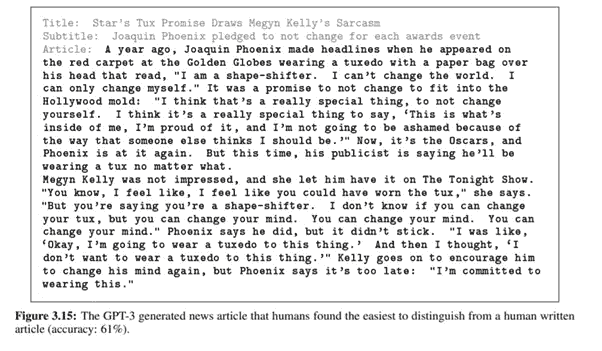 Title: Star's Tux Promise Draws Megyn Kelly's Sarcasm
Subtitle: Joaquin Phoenix pledged to not change for each awards event
Article: A year ago, Joaquin Phoenix made headlines when he appeared on
the red carpet at the Golden Globes wearing a tuxedo with a paper bag over
his head that read, "I am a shape-shifter. I can't change the world. I
can only change myself." It was a promise to not change to fit into the
Hollywood mold: "I think that's a really special thing, to not change
yourself. I think it's a really special thing to say, 'This is what's
inside of me, I'm proud of it, and I'm not going to be ashamed because of
the way that someone else thinks I should be.'" Now, it's the Oscars, and
Phoenix is at it again. But this time, his publicist is saying he'll be
wearing a tux no matter what.
Megyn Kelly was not impressed, and she let him have it on The Tonight Show.
"You know, I feel like, I feel like you could have worn the tux," she says.
"But you're saying you're a shape-shifter. I don't know if you can change
your tux, but you can change your mind. You can change your mind. You can
change your mind." Phoenix says he did, but it didn't stick. "I was like,
'Okay, I'm going to wear a tuxedo to this thing.' And then I thought, 'I
don't want to wear a tuxedo to this thing.'" Kelly goes on to encourage him
to change his mind again, but Phoenix says it's too late: "I'm committed to
wearing this."
Figure 3.15: The GPT-3 generated news article that humans found the easiest to distinguish from a human written
article (accuracy: 61%).